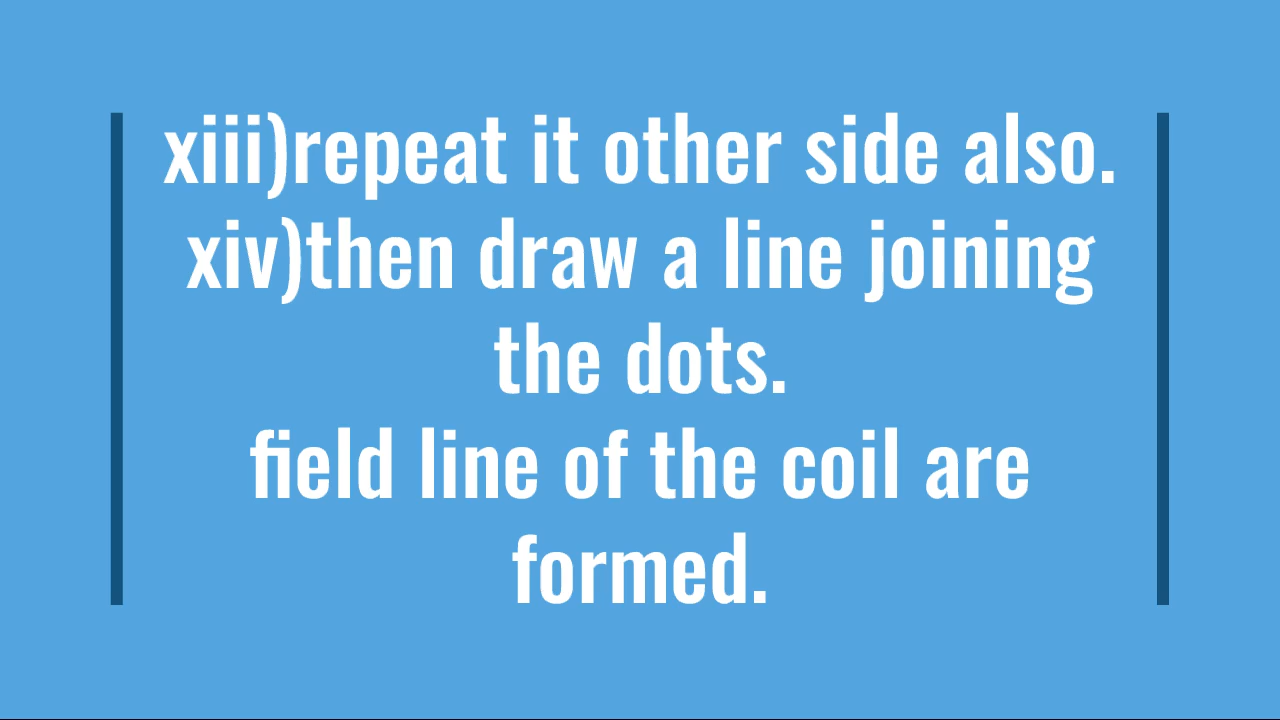 xiii)repeat it other side also.
xiv)then draw a line joining
the dots.
field line of the coil are
formed.